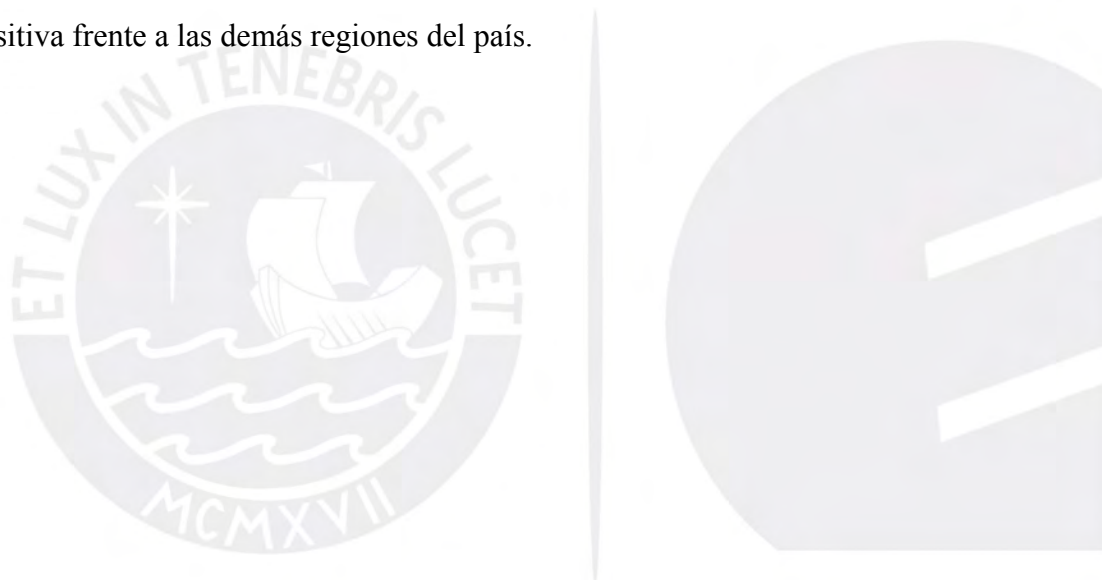 sitiva frente a las demás regiones del país.
ET LUX IN TENEBRIS LUCET
MCMXVII